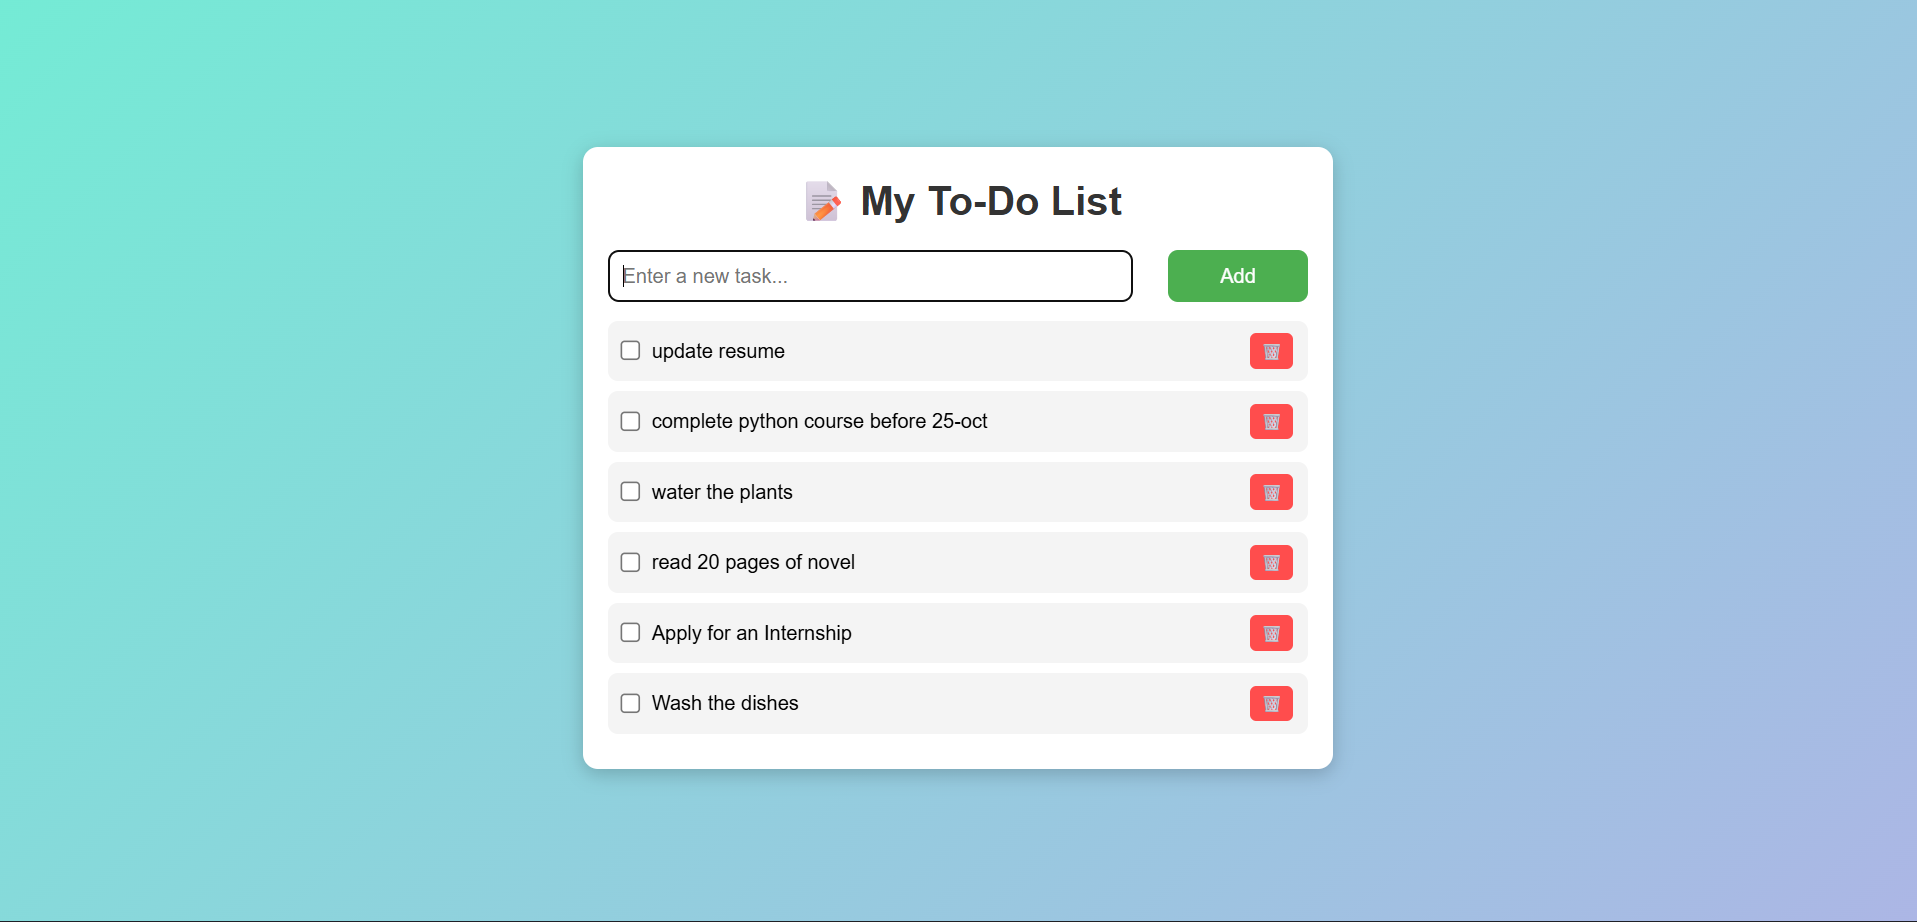 My To-Do List
Enter a new task...
Add
update resume
complete python course before 25-oct
water the plants
read 20 pages of novel
Apply for an Internship
Wash the dishes